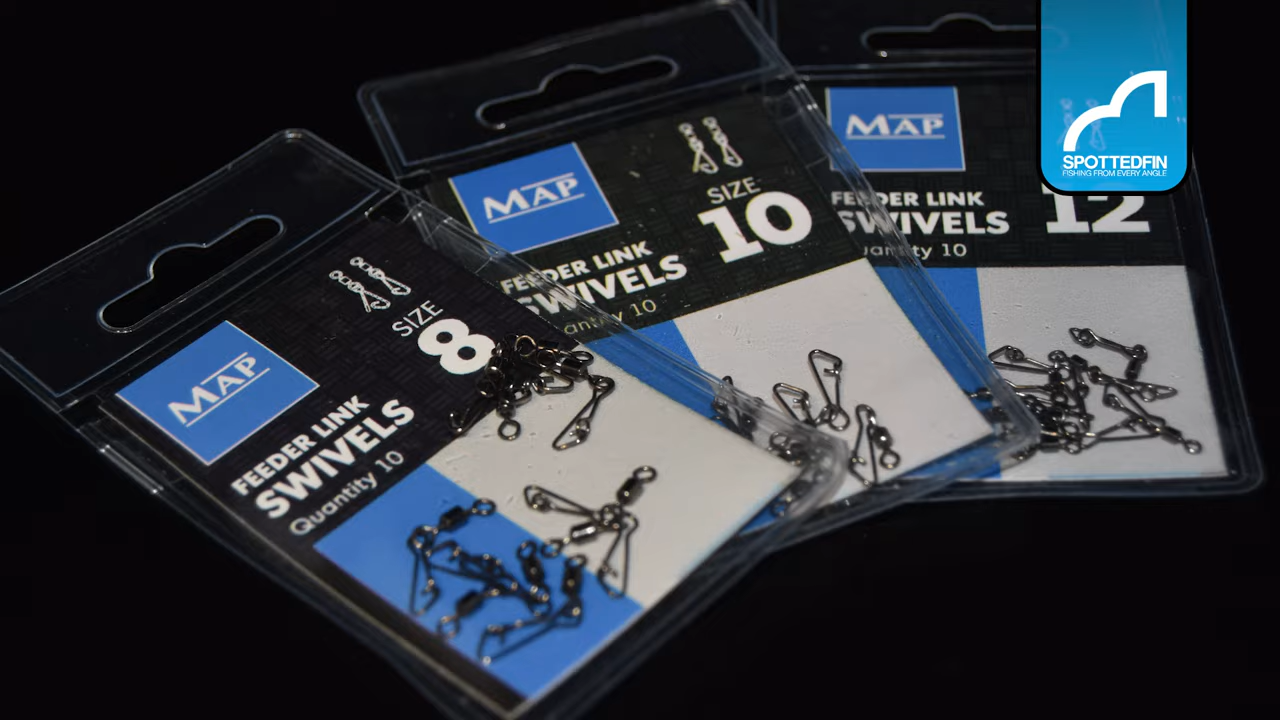 MAP
SIZE
8
FEEDER LINK
SWIVELS
Quantity 10
MAP
SIZE
10
FEEDER LINK
SWIVELS
Quantity 10
MAP
12
FEEDER LINK
SWIVELS
Quantity 10
SPOTTEDFIN
FISHING FROM EVERY ANGLE